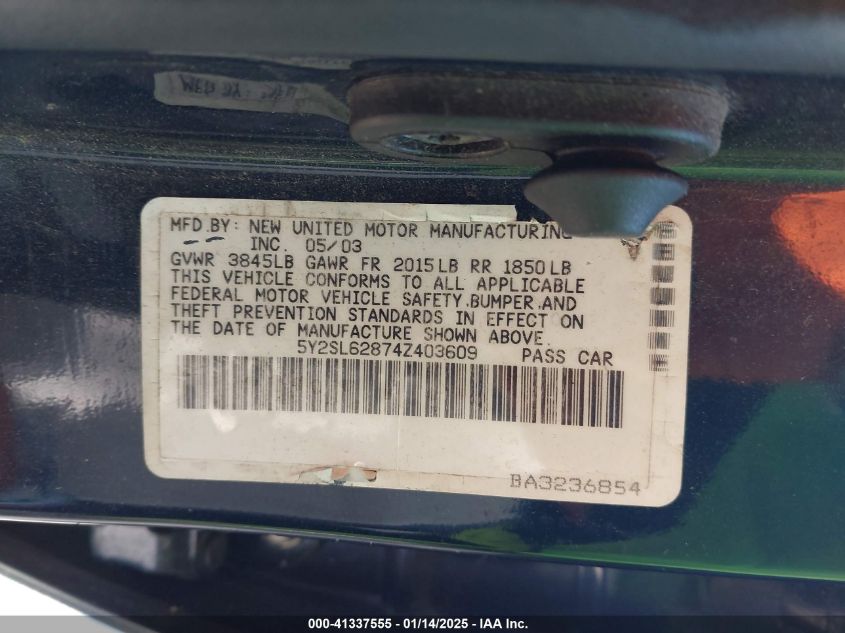 MFD.BY: NEW UNITED MOTOR MANUFACTURING
INC. 05/03
GVWR 3845LB GAWR FR 2015LB RR 1850LB
THIS VEHICLE CONFORMS TO ALL APPLICABLE
FEDERAL MOTOR VEHICLE SAFETY,BUMPER,AND
THEFT PREVENTION STANDARDS IN EFFECT ON
THE DATE OF MANUFACTURE SHOWN ABOVE.
5Y2SL62874Z403609 PASS CAR
BA3236854
000-41337555 - 01/14/2025 - IAA Inc.